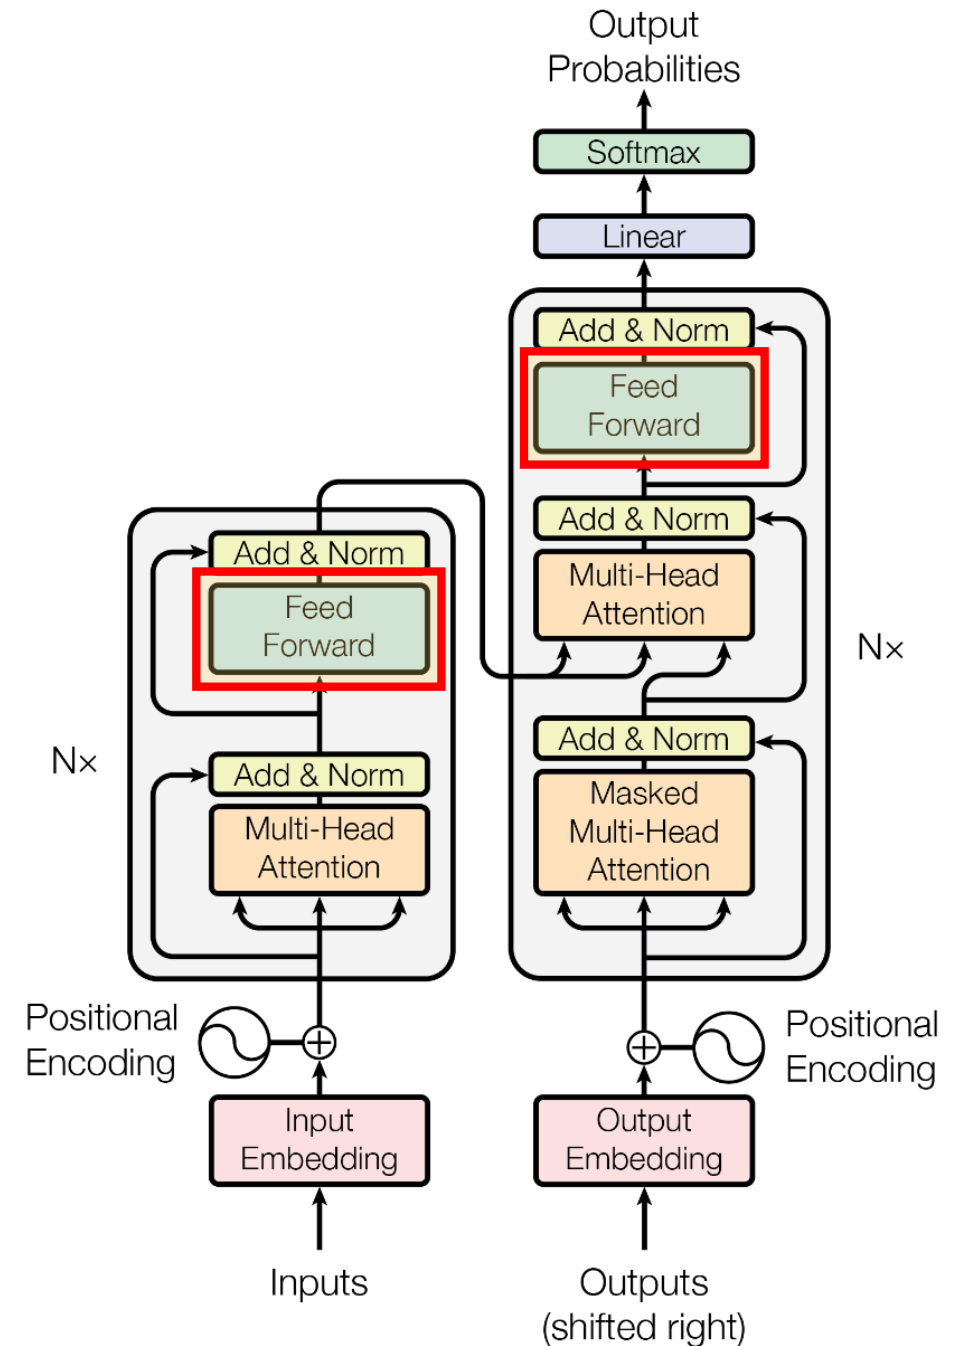 Output
Probabilities
Softmax
Linear
Add & Norm
Feed
Forward
Add & Norm
Multi-Head
Attention
Nx
Add & Norm
Masked
Multi-Head
Attention
Add & Norm
Feed
Forward
Nx
Add & Norm
Multi-Head
Attention
Positional
Encoding
Positional
Encoding
Input
Embedding
Output
Embedding
Inputs
Outputs
(shifted right)